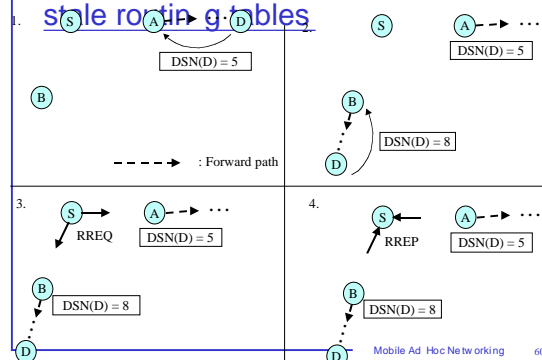 stale routin g tables
1.
S
A
D
DSN(D) = 5
B
: Forward path
2.
S
A
DSN(D) = 5
B
DSN(D) = 8
D
3.
S
A
RREQ
DSN(D) = 5
B
DSN(D) = 8
D
4.
S
A
RREP
DSN(D) = 5
B
DSN(D) = 8
D
Mobile Ad Hoc Networking 60